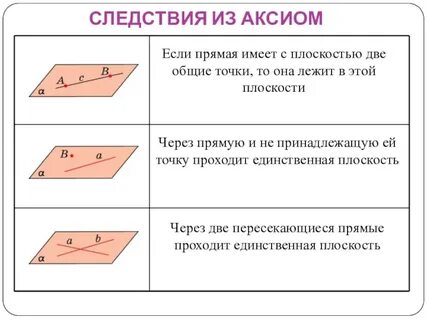 СЛЕДСТВИЯ ИЗ АКСИОМ
A c B
α
Если прямая имеет с плоскостью две
общие точки, то она лежит в этой
плоскости
B a
α
Через прямую и не принадлежащую ей
точку проходит единственная плоскость
a b
α
Через две пересекающиеся прямые
проходит единственная плоскость